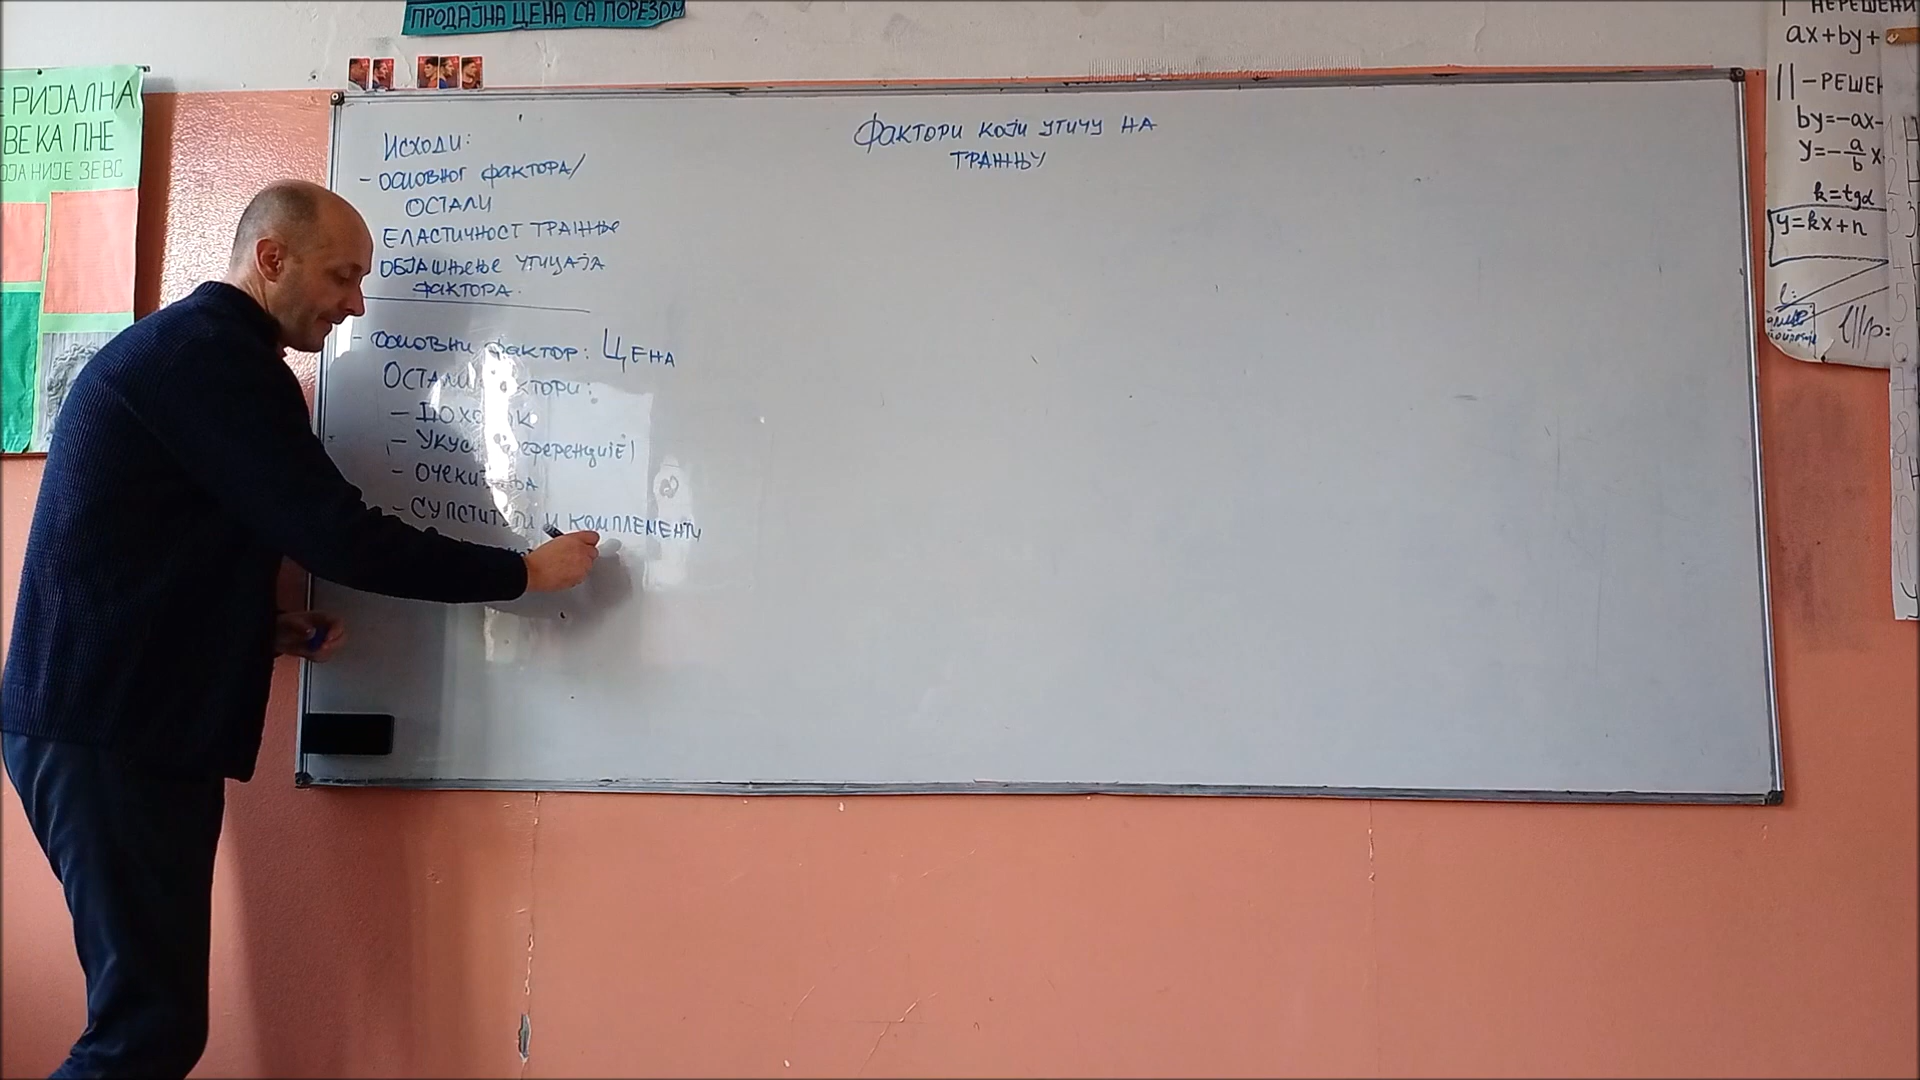 ПРОДАЈНА ЦЕНА СА ПОРЕЗОМ
РИЈАЛНА
ВЕКА П.Н.Е
ОЈА НИЈЕ ЗЕВС
Исходи:
- основног фактора/
остали
Еластичност тражње
Објашњење утицаја
фактора.
Фактори који утичу на
тражњу
- основни фактор: Цена
Остали фактори:
- Доходак
- Укуси
- очекивања
- супститути и комплементи
НЕРЕШЕНИ
ax+by+
||-РЕШЕН
by=-ax-
y=-a/b x
k=tgα
y=kx+n